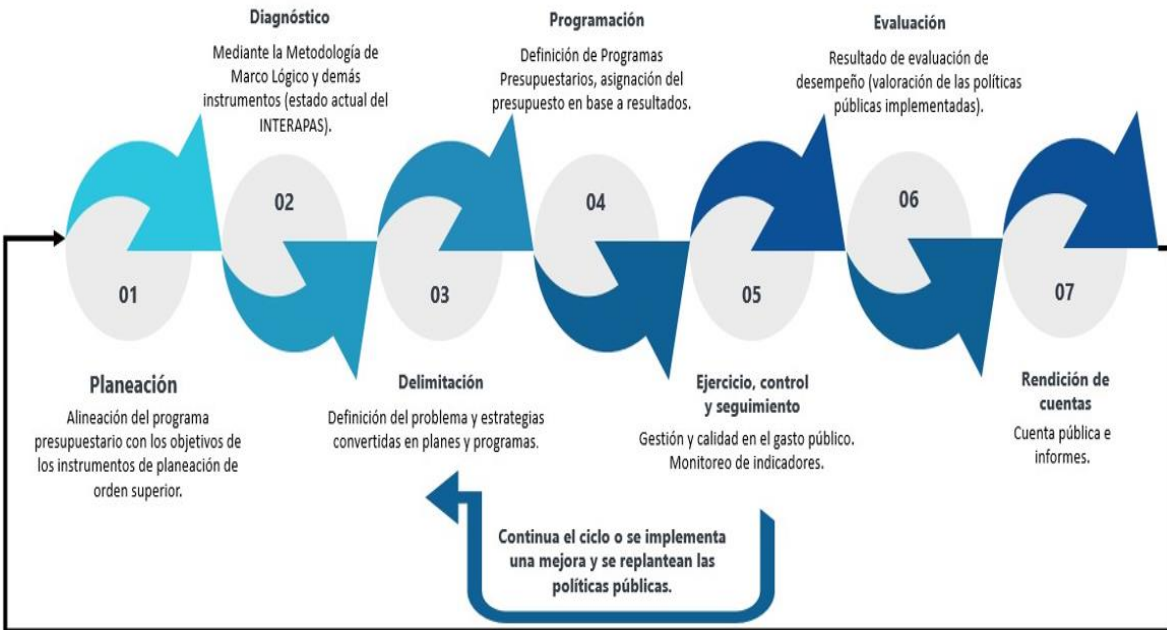 Diagnóstico
Mediante la Metodología de
Marco Lógico y demás
instrumentos (estado actual del
INTERAPAS).
Programación
Definición de Programas
Presupuestarios, asignación del
presupuesto en base a resultados.
Evaluación
Resultado de evaluación de
desempeño (valoración de las políticas
públicas implementadas).
02
04
06
01
03
05
07
Planeación
Alineación del programa
presupuestario con los objetivos de
los instrumentos de planeación de
orden superior.
Delimitación
Definición del problema y estrategias
convertidas en planes y programas.
Ejercicio, control
y seguimiento
Gestión y calidad en el gasto público.
Monitoreo de indicadores.
Rendición de
cuentas
Cuenta pública e
informes.
Continua el ciclo o se implementa
una mejora y se replantean las
políticas públicas.